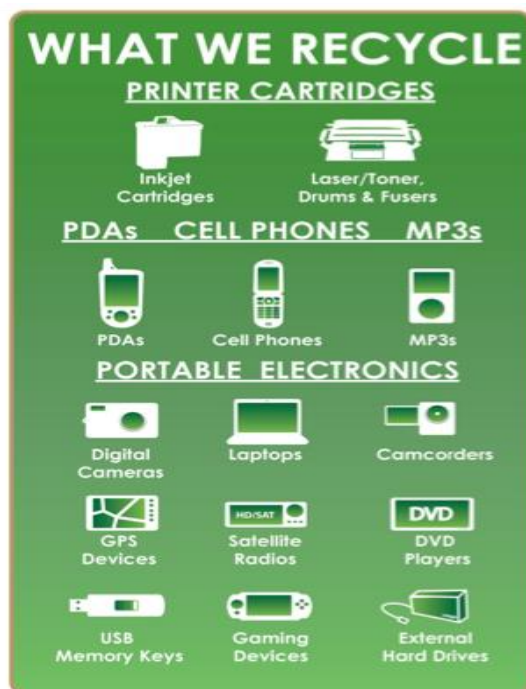 WHAT WE RECYCLE
PRINTER CARTRIDGES
Inkjet
Cartridges
Laser/Toner,
Drums & Fusers
PDAs CELL PHONES MP3s
PDAs
Cell Phones
MP3s
PORTABLE ELECTRONICS
Digital
Cameras
Laptops
Camcorders
GPS
Devices
HD/SAT
Satellite
Radios
DVD
DVD
Players
USB
Memory Keys
Gaming
Devices
External
Hard Drives